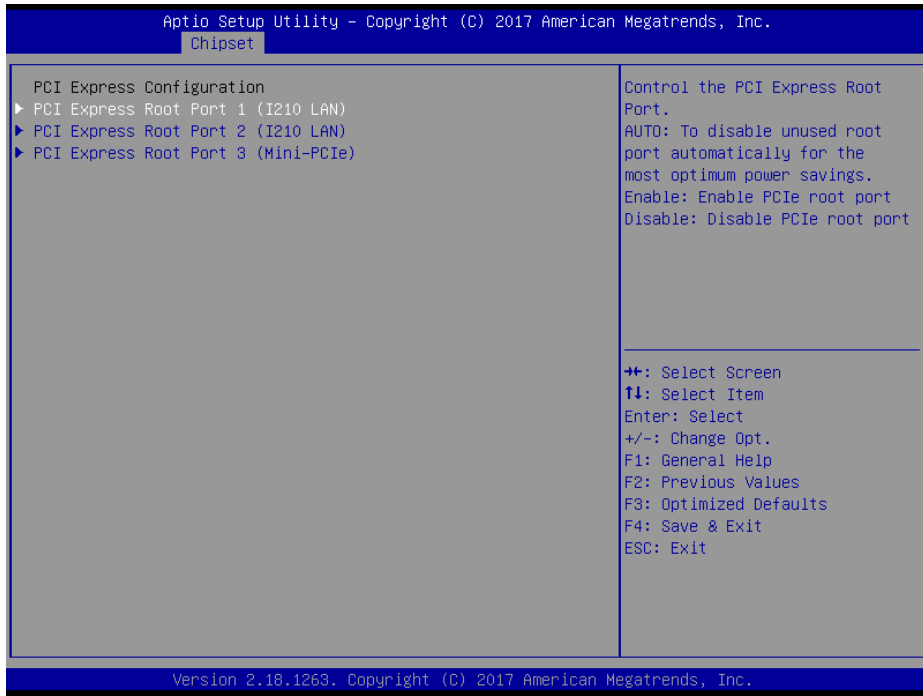 Aptio Setup Utility – Copyright (C) 2017 American Megatrends, Inc.
Chipset
PCI Express Configuration
▶ PCI Express Root Port 1 (I210 LAN)
▶ PCI Express Root Port 2 (I210 LAN)
▶ PCI Express Root Port 3 (Mini-PCIe)
Control the PCI Express Root
Port.
AUTO: To disable unused root
port automatically for the
most optimum power savings.
Enable: Enable PCIe root port
Disable: Disable PCIe root port
→←: Select Screen
↑↓: Select Item
Enter: Select
+/-: Change Opt.
F1: General Help
F2: Previous Values
F3: Optimized Defaults
F4: Save & Exit
ESC: Exit
Version 2.18.1263. Copyright (C) 2017 American Megatrends, Inc.